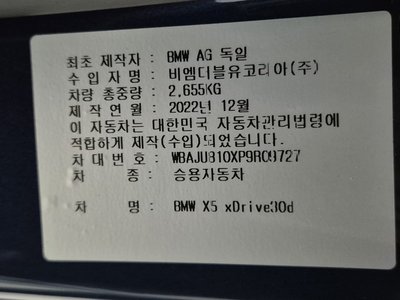 최초 제작자 : BMW AG 독일
수 입 자 명 : 비엠더블유코리아(주)
차량 총중량 : 2,655KG
제 작 연 월 : 2022년 12월
이 자동차는 대한민국 자동차관리법령에
적합하게 제작(수입)되었습니다.
차 대 번 호 : WBAJU810XP9R09727
차 종 : 승용자동차
차 명 : BMW X5 xDrive30d